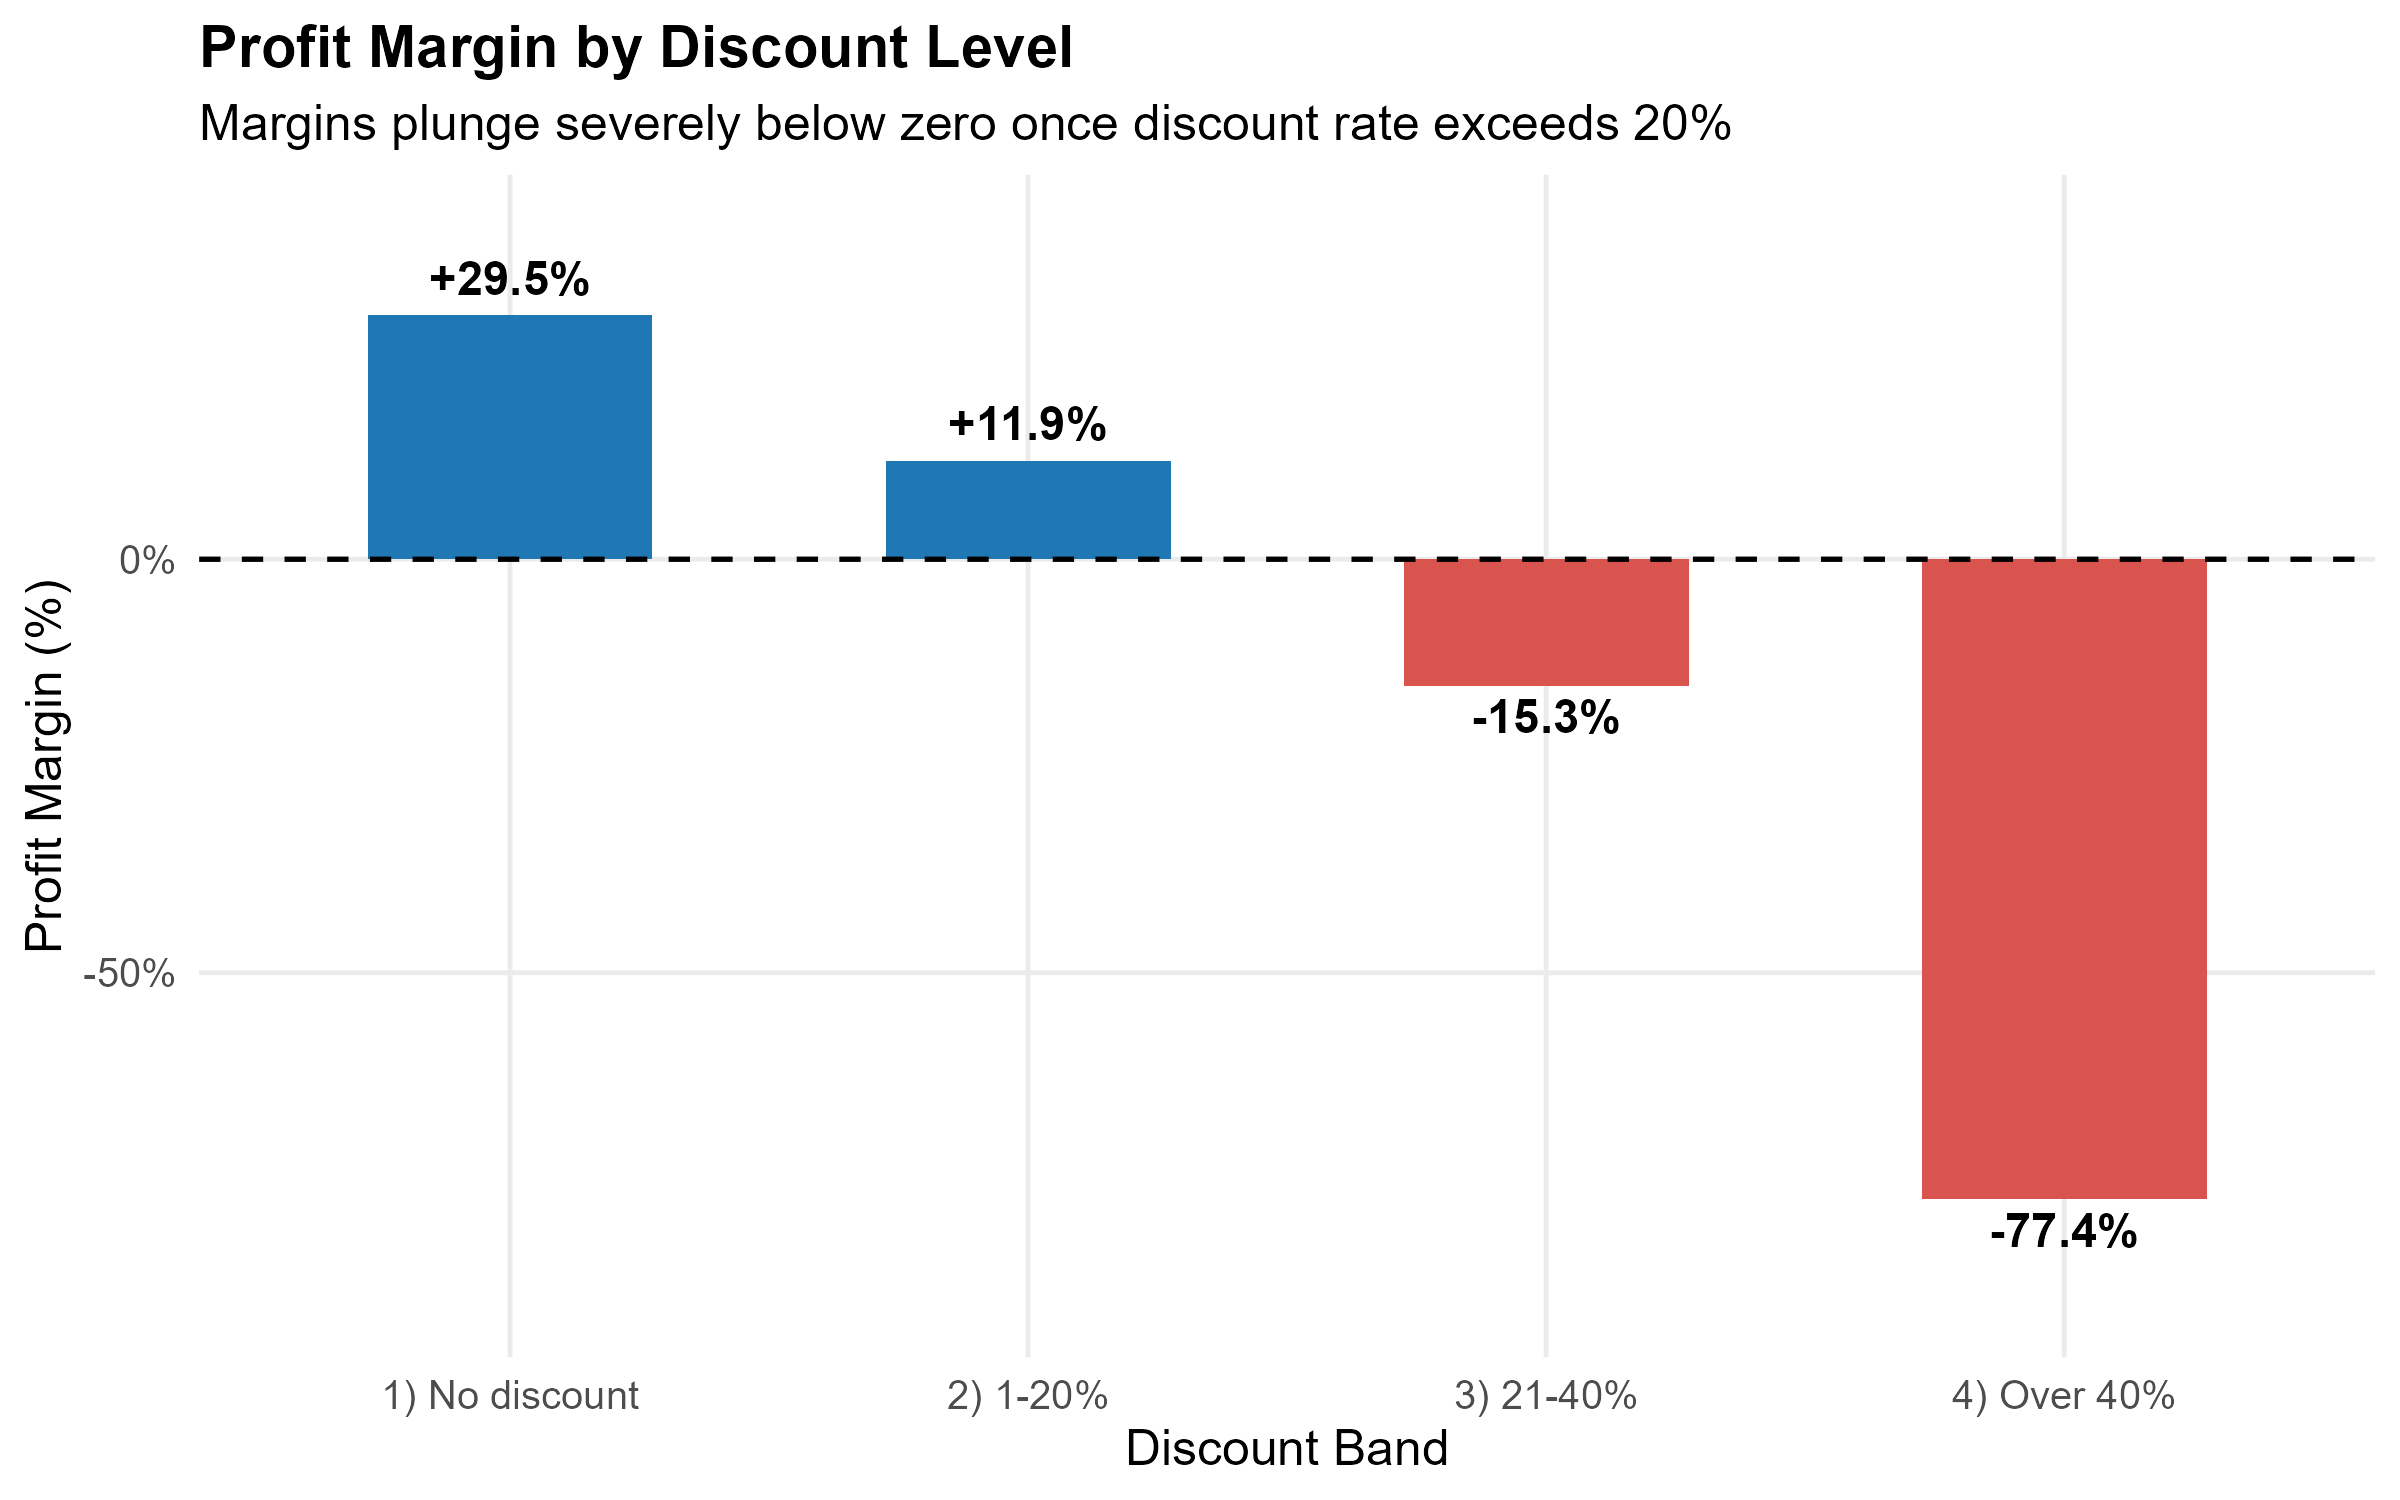 Profit Margin by Discount Level
Margins plunge severely below zero once discount rate exceeds 20%
+29.5%
+11.9%
0%
-15.3%
Profit Margin (%)
-50%
-77.4%
1) No discount
2) 1-20%
3) 21-40%
4) Over 40%
Discount Band